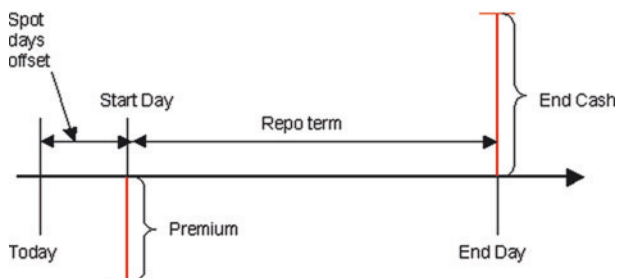 Spot
days
offset
Start Day
Repo term
End Cash
Today
Premium
End Day